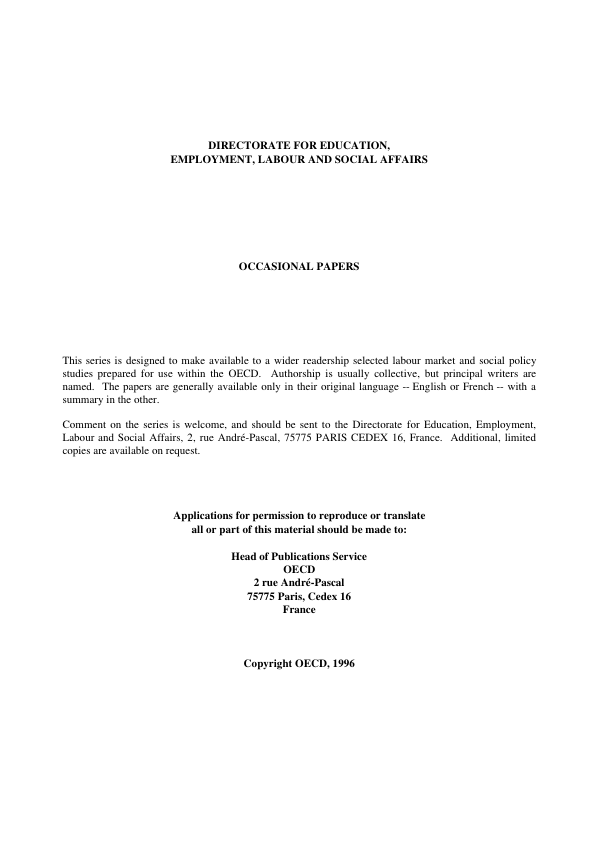 DIRECTORATE FOR EDUCATION,
EMPLOYMENT, LABOUR AND SOCIAL AFFAIRS
OCCASIONAL PAPERS
This series is designed to make available to a wider readership selected labour market and social policy
studies prepared for use within the OECD.  Authorship is usually collective, but principal writers are
named.  The papers are generally available only in their original language -- English or French -- with a
summary in the other.
Comment on the series is welcome, and should be sent to the Directorate for Education, Employment,
Labour and Social Affairs, 2, rue André-Pascal, 75775 PARIS CEDEX 16, France.  Additional, limited
copies are available on request.
Applications for permission to reproduce or translate
all or part of this material should be made to:
Head of Publications Service
OECD
2 rue André-Pascal
75775 Paris, Cedex 16
France
Copyright OECD, 1996